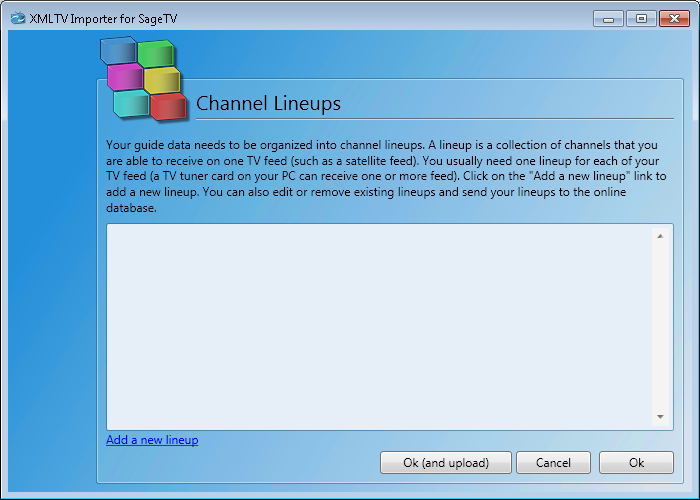 XMLTV Importer for SageTV
Channel Lineups
Your guide data needs to be organized into channel lineups. A lineup is a collection of channels that you
are able to receive on one TV feed (such as a satellite feed). You usually need one lineup for each of your
TV feed (a TV tuner card on your PC can receive one or more feed). Click on the "Add a new lineup" link to
add a new lineup. You can also edit or remove existing lineups and send your lineups to the online
database.
Add a new lineup
Ok (and upload) Cancel Ok